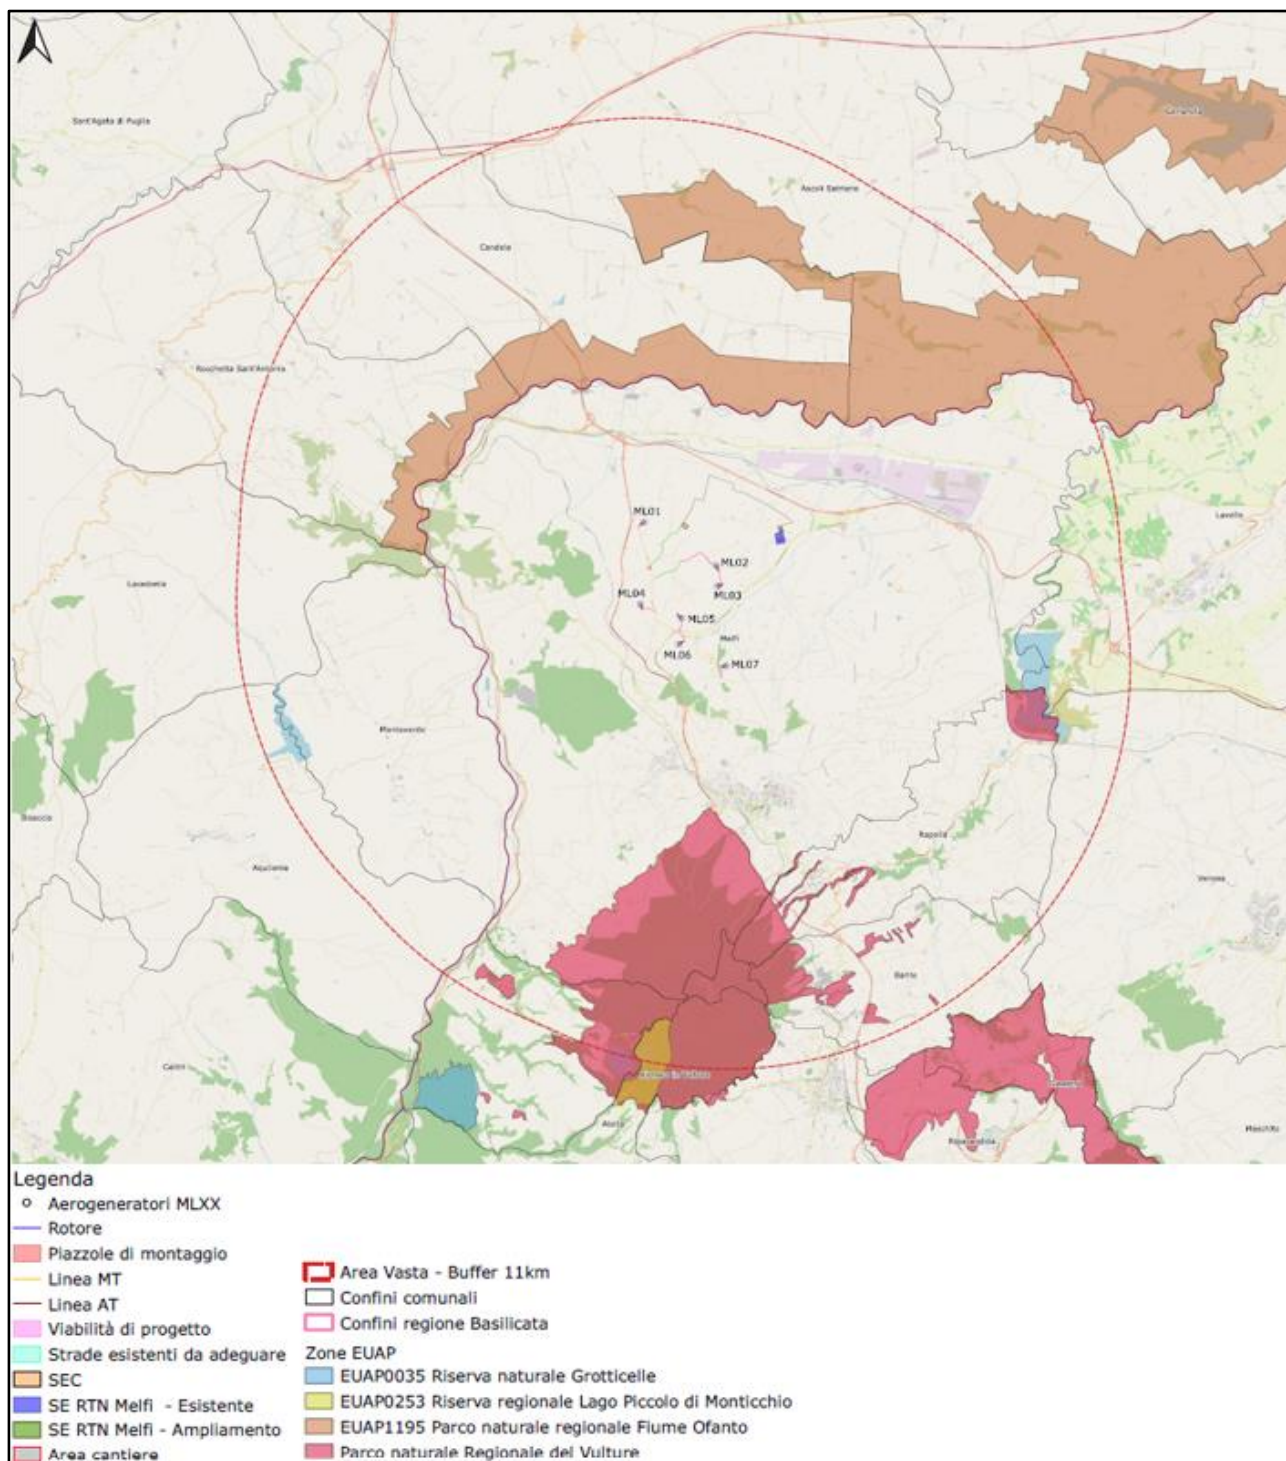 Sant'Agata di Puglia
Ascoli Satriano
Candela
Rocchetta Sant'Antonio
ML01
Lavello
ML02
Lacedonia
ML03
ML04
ML05
Melfi
ML06
ML07
Monteverde
Bisaccia
Rapolla
Aquilonia
Venosa
Barile
Calitri
Rionero in Vulture
Ginestra
Atella
Maschito
Ripacandida
Legenda
Aerogeneratori MLXX
Rotore
Piazzole di montaggio
Linea MT
Linea AT
Viabilità di progetto
Strade esistenti da adeguare
SEC
SE RTN Melfi - Esistente
SE RTN Melfi - Ampliamento
Area cantiere
Area Vasta - Buffer 11km
Confini comunali
Confini regione Basilicata
Zone EUAP
EUAP0035 Riserva naturale Grotticelle
EUAP0253 Riserva regionale Lago Piccolo di Monticchio
EUAP1195 Parco naturale regionale Fiume Ofanto
Parco naturale Regionale del Vulture